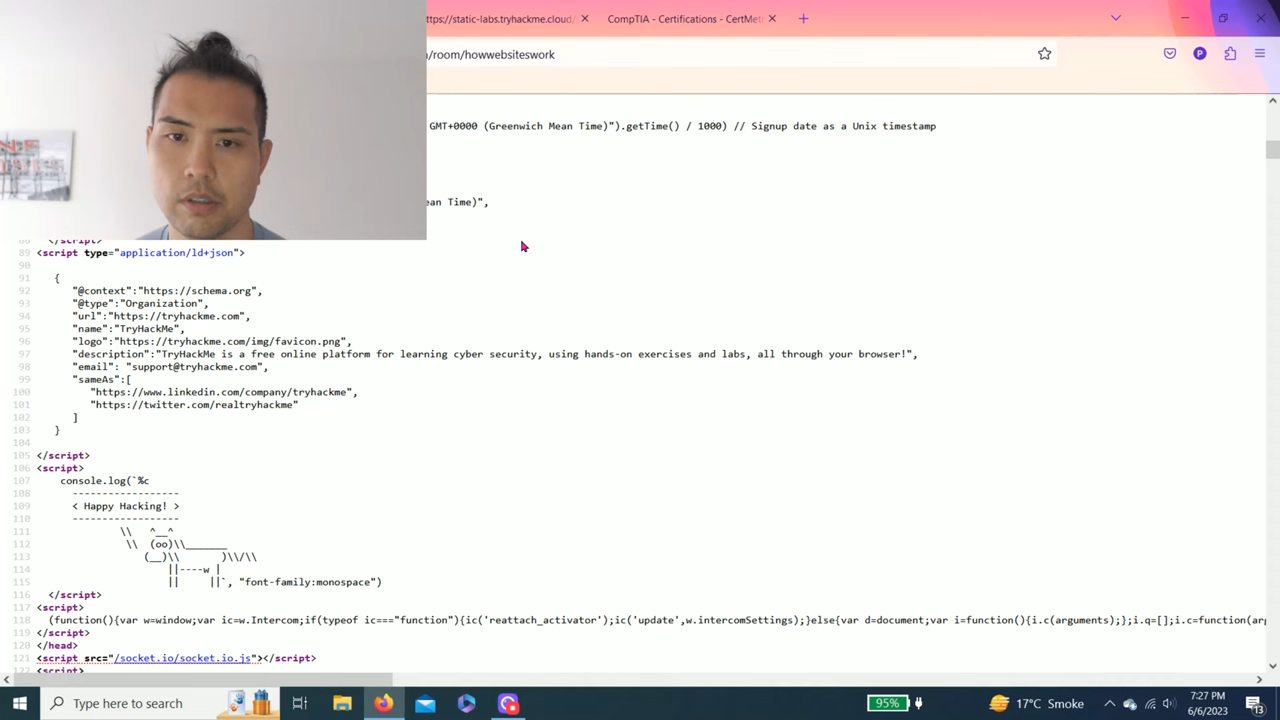 https://static-labs.tryhackme.cloud/
CompTIA - Certifications - CertMet
/room/howwebsiteswork
GMT+0000 (Greenwich Mean Time)").getTime() / 1000) // Signup date as a Unix timestamp
ean Time)",
88 </script>
89 <script type="application/ld+json">
90
91 {
92 "@context":"https://schema.org",
93 "@type":"Organization",
94 "url":"https://tryhackme.com",
95 "name":"TryHackMe",
96 "logo":"https://tryhackme.com/img/favicon.png",
97 "description":"TryHackMe is a free online platform for learning cyber security, using hands-on exercises and labs, all through your browser!",
98 "email": "support@tryhackme.com",
99 "sameAs":[
100 "https://www.linkedin.com/company/tryhackme",
101 "https://twitter.com/realtryhackme"
102 ]
103 }
104
105 </script>
106 <script>
107 console.log(`%c
108 ------------------
109 < Happy Hacking! >
110 ------------------
111 \\   ^__^
112 \\  (oo)\\_______
113 (__)\\       )\\/\\
114 ||----w |
115 ||     ||`, "font-family:monospace")
116 </script>
117 <script>
118 (function(){var w=window;var ic=w.Intercom;if(typeof ic==="function"){ic('reattach_activator');ic('update',w.intercomSettings);}else{var d=document;var i=function(){i.c(arguments);};i.q=[];i.c=function(arg
119 </script>
120 </head>
121 <script src="/socket.io/socket.io.js"></script>
122 <script>
Type here to search
95%
17°C Smoke
7:27 PM
6/6/2023
13